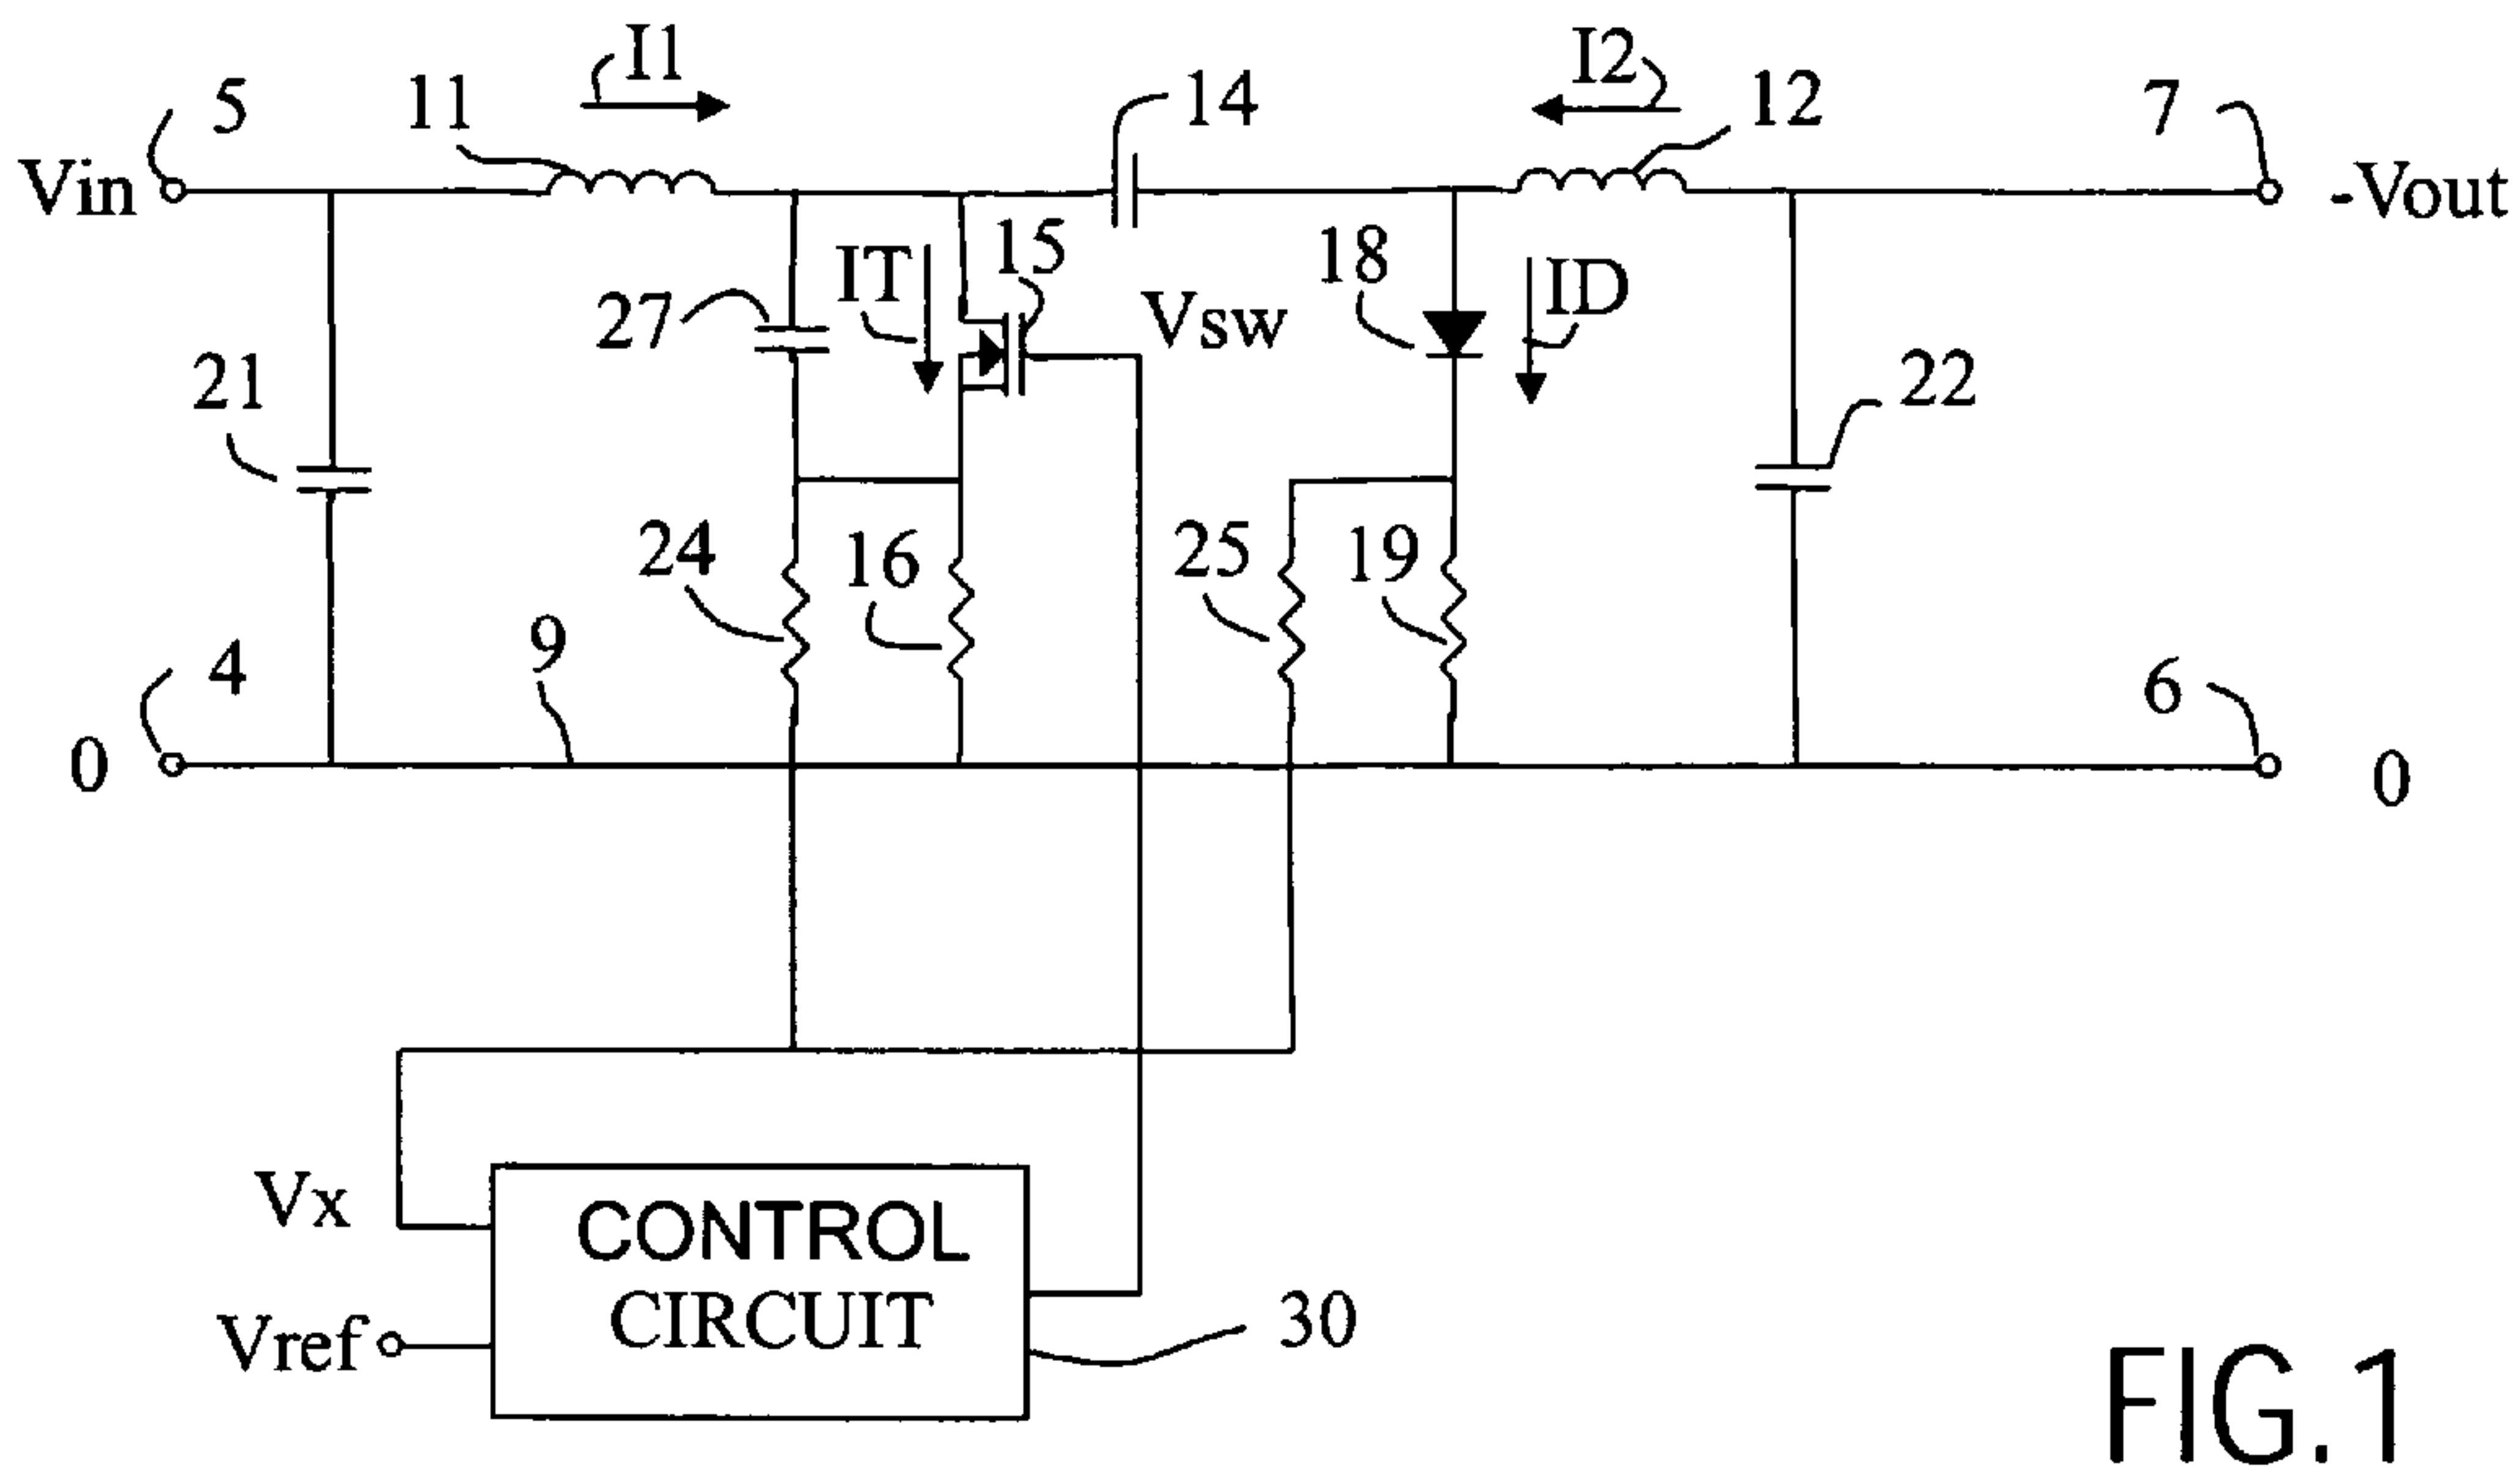 I1
I2
5
11
14
12
7
Vin
-Vout
27
IT
15
Vsw
18
ID
21
22
24
16
25
19
9
4
6
0
0
Vx
CONTROL
CIRCUIT
Vref
30
FIG.1